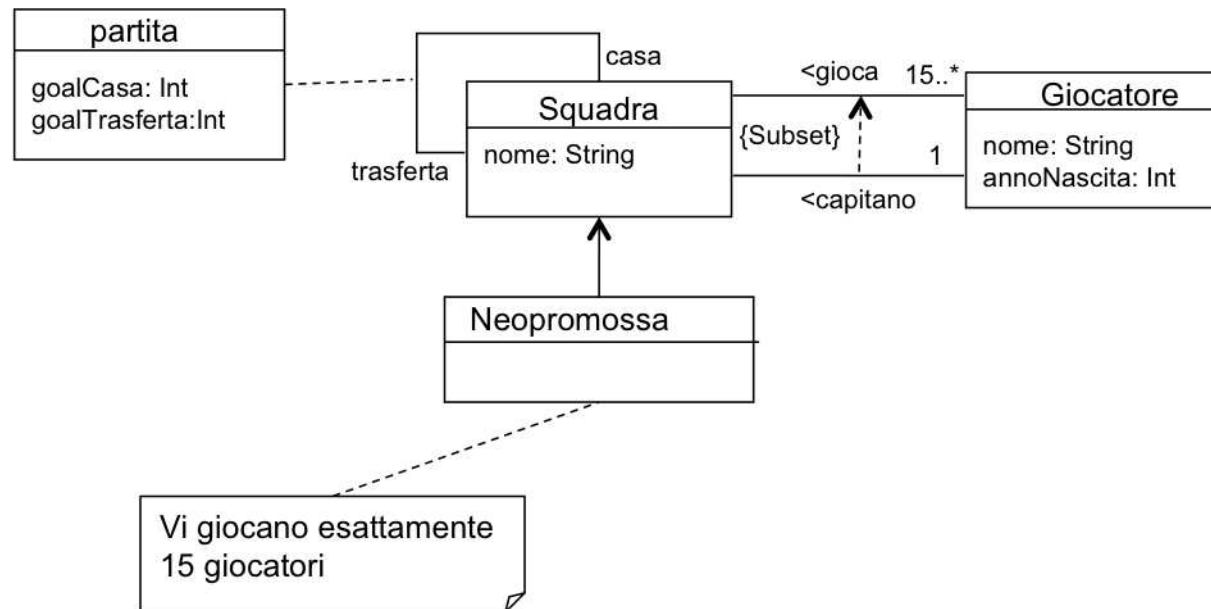 partita
goalCasa: Int
goalTrasferta:Int
casa
trasferta
Squadra
nome: String
<gioca
15..*
{Subset}
1
<capitano
Giocatore
nome: String
annoNascita: Int
Neopromossa
Vi giocano esattamente
15 giocatori